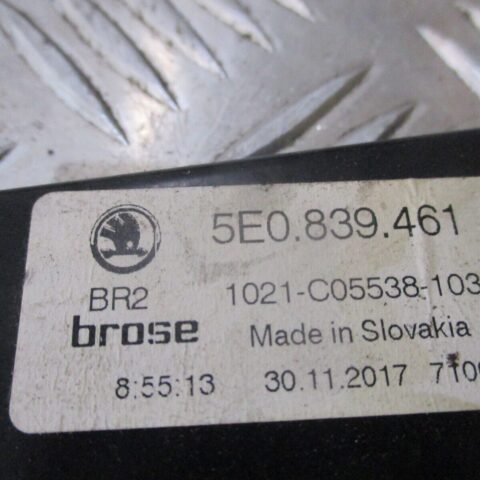 5E0.839.461
BR2 1021-C05538-103
brose Made in Slovakia
8:55:13 30.11.2017